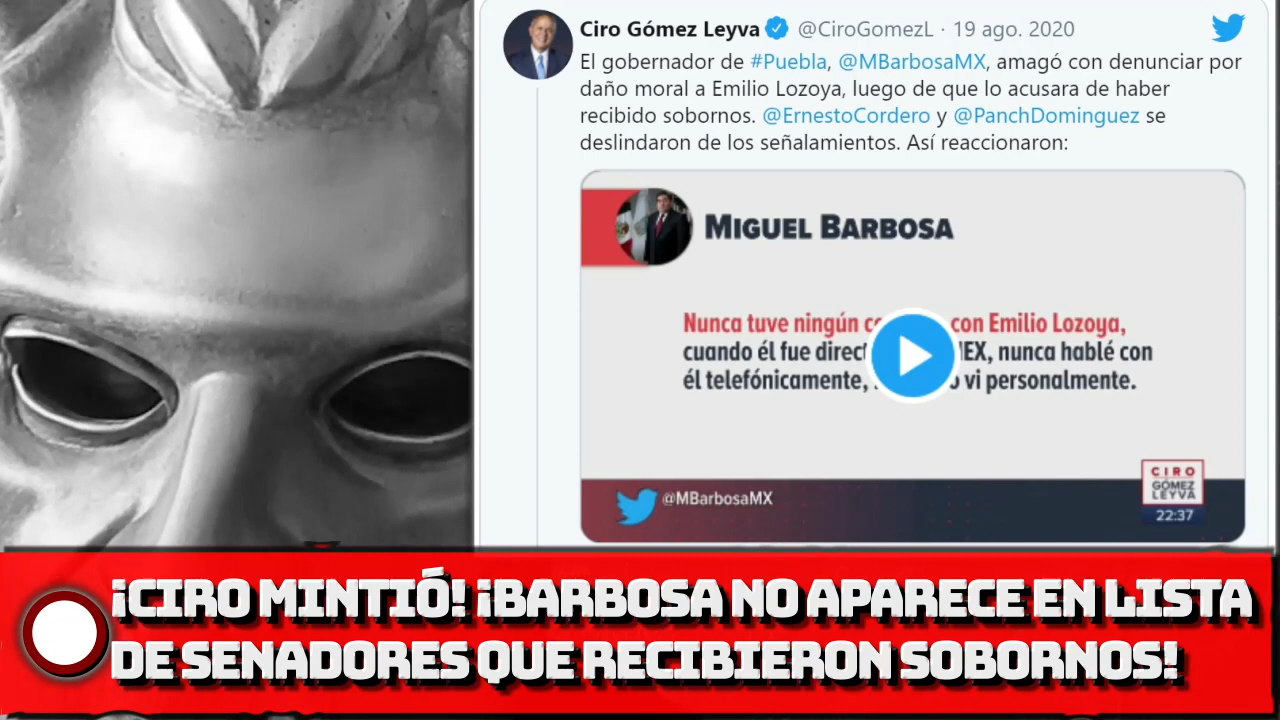 Ciro Gómez Leyva @CiroGomezL · 19 ago. 2020
El gobernador de #Puebla, @MBarbosaMX, amagó con denunciar por
daño moral a Emilio Lozoya, luego de que lo acusara de haber
recibido sobornos. @ErnestoCordero y @PanchDominguez se
deslindaron de los señalamientos. Así reaccionaron:
MIGUEL BARBOSA
Nunca tuve ningún con Emilio Lozoya,
cuando él fue nunca hablé con
él telefónicamente, vi personalmente.
@MBarbosaMX
CIRO
GÓMEZ
LEYVA
22:37
¡CIRO MINTIÓ! ¡BARBOSA NO APARECE EN LISTA
DE SENADORES QUE RECIBIERON SOBORNOS!